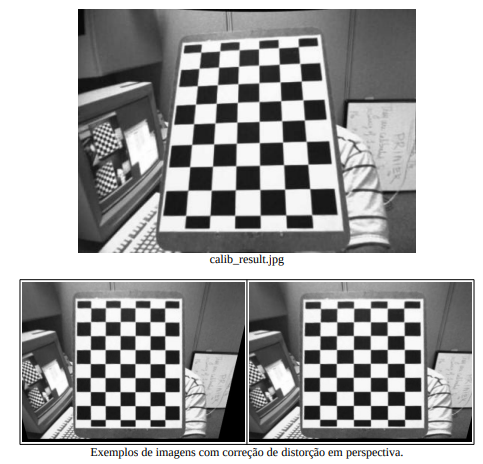 calib_result.jpg
Exemplos de imagens com correção de distorção em perspectiva.